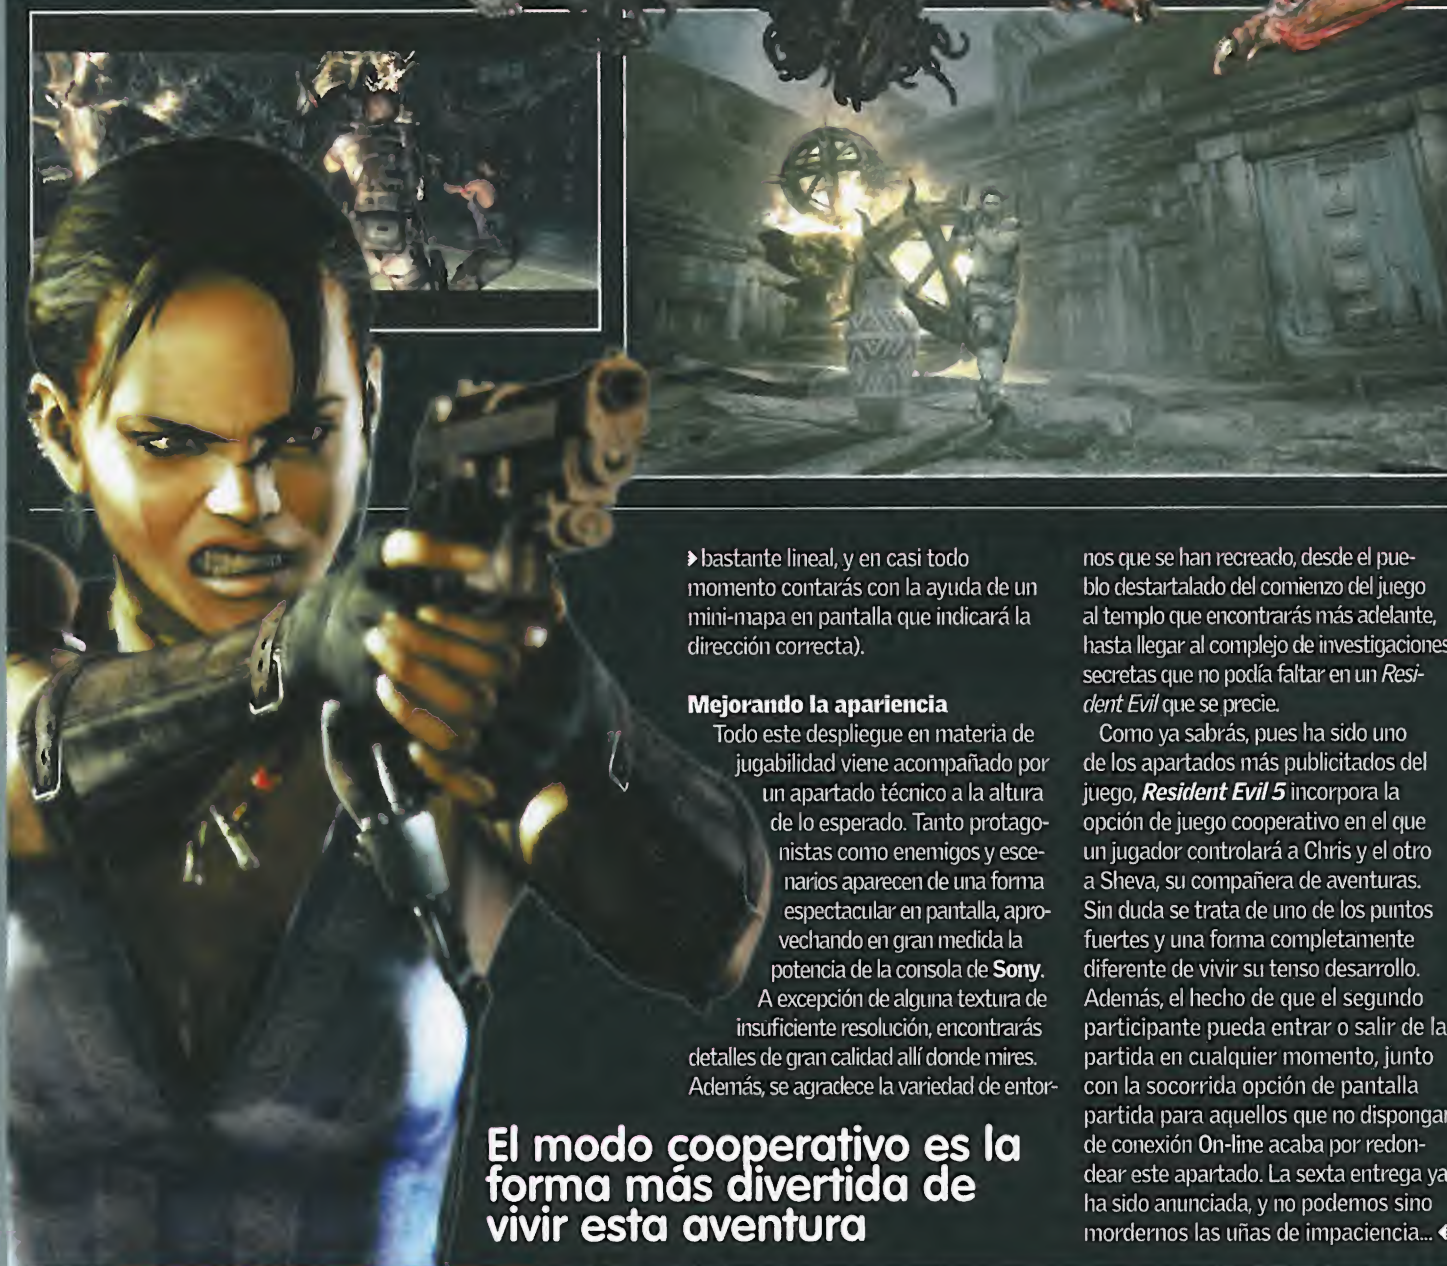 bastante lineal, y en casi todo
momento contarás con la ayuda de un
mini-mapa en pantalla que indicará la
dirección correcta).
Mejorando la apariencia
Todo este despliegue en materia de
jugabilidad viene acompañado por
un apartado técnico a la altura
de lo esperado. Tanto protago-
nistas como enemigos y esce-
narios aparecen de una forma
espectacular en pantalla, apro-
vechando en gran medida la
potencia de la consola de Sony.
A excepción de alguna textura de
insuficiente resolución, encontrarás
detalles de gran calidad allí donde mires.
Además, se agradece la variedad de entor-
nos que se han recreado, desde el pue-
blo destartalado del comienzo del juego
al templo que encontrarás más adelante,
hasta llegar al complejo de investigaciones
secretas que no podía faltar en un Resi-
dent Evil que se precie.
Como ya sabrás, pues ha sido uno
de los apartados más publicitados del
juego, Resident Evil 5 incorpora la
opción de juego cooperativo en el que
un jugador controlará a Chris y el otro
a Sheva, su compañera de aventuras.
Sin duda se trata de uno de los puntos
fuertes y una forma completamente
diferente de vivir su tenso desarrollo.
Además, el hecho de que el segundo
participante pueda entrar o salir de la
partida en cualquier momento, junto
con la socorrida opción de pantalla
partida para aquellos que no dispongan
de conexión On-line acaba por redon-
dear este apartado. La sexta entrega ya
ha sido anunciada, y no podemos sino
mordernos las uñas de impaciencia...
El modo cooperativo es la
forma más divertida de
vivir esta aventura